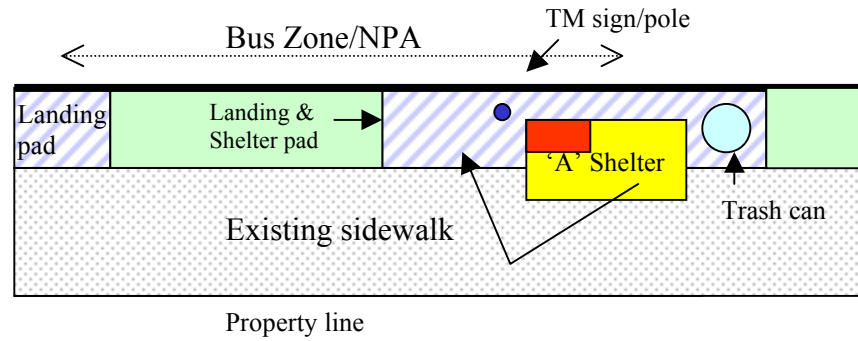 TM sign/pole
Bus Zone/NPA
Landing
pad
Landing &
Shelter pad
‘A’ Shelter
Trash can
Existing sidewalk
Property line